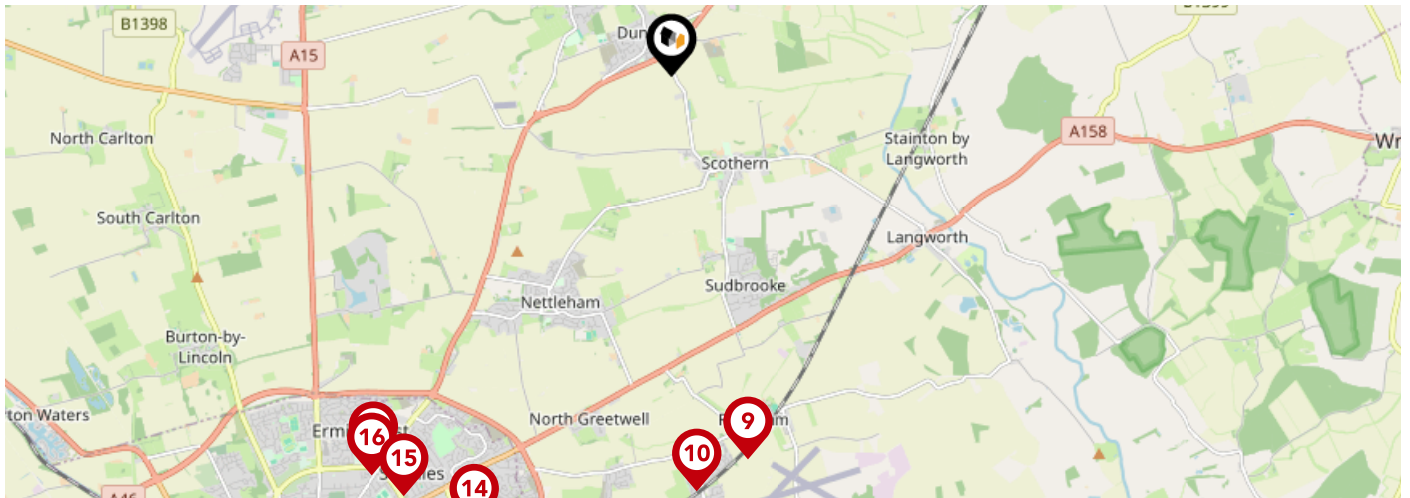 B1398
A15
North Carlton
Scothern
Stainton by
Langworth
A158
South Carlton
Langworth
Sudbrooke
Nettleham
Burton-by-
Lincoln
North Greetwell
9
16
15
10
14